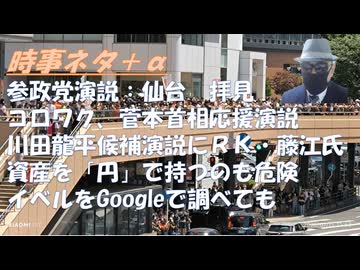 時事ネタ＋α
参政党演説：仙台　拝見
コロワク、菅本首相応援演説
川田龍平候補演説にＲＫ・藤江氏
資産を「円」で持つのも危険
イベルをGoogleで調べても
XIAOMI